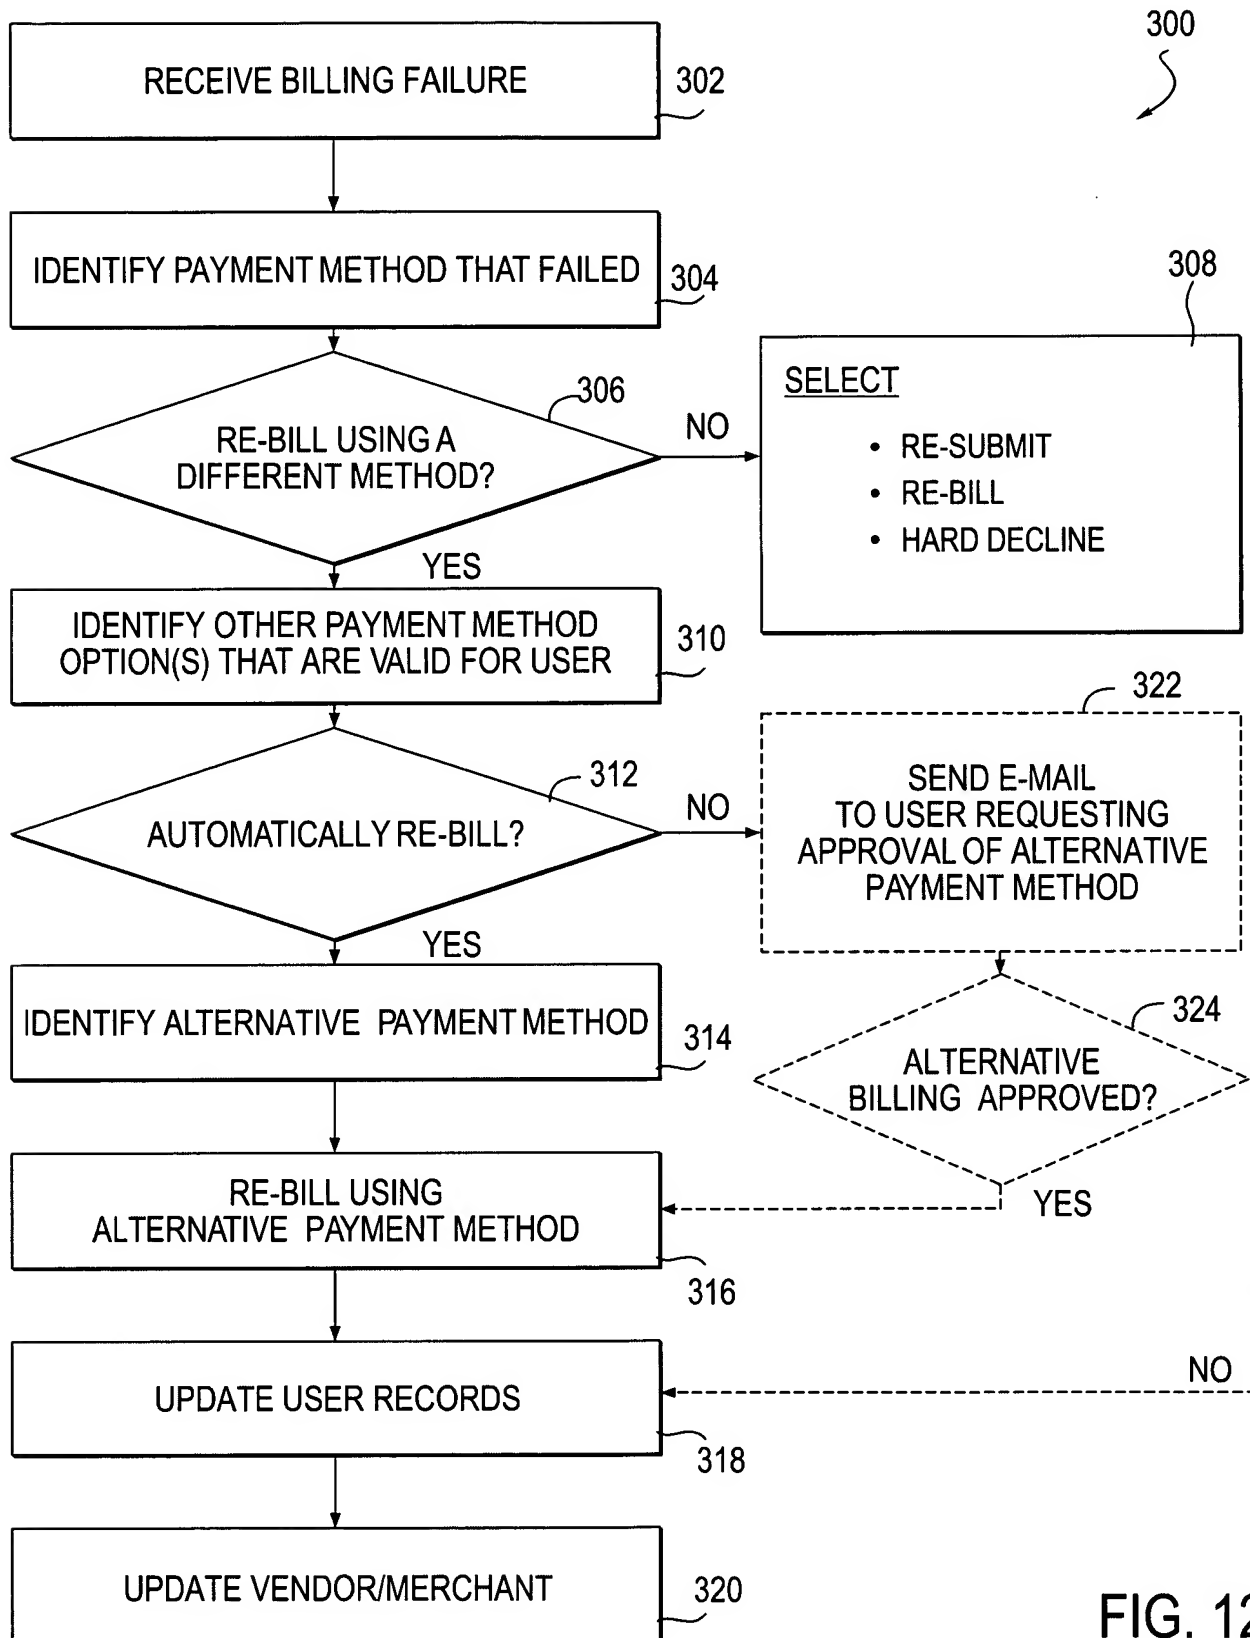 300
RECEIVE BILLING FAILURE
302
IDENTIFY PAYMENT METHOD THAT FAILED
304
308
SELECT
• RE-SUBMIT
• RE-BILL
• HARD DECLINE
306
RE-BILL USING A
DIFFERENT METHOD?
NO
YES
IDENTIFY OTHER PAYMENT METHOD
OPTION(S) THAT ARE VALID FOR USER
310
312
AUTOMATICALLY RE-BILL?
NO
322
SEND E-MAIL
TO USER REQUESTING
APPROVAL OF ALTERNATIVE
PAYMENT METHOD
YES
IDENTIFY ALTERNATIVE PAYMENT METHOD
314
324
ALTERNATIVE
BILLING APPROVED?
YES
RE-BILL USING
ALTERNATIVE PAYMENT METHOD
316
NO
UPDATE USER RECORDS
318
UPDATE VENDOR/MERCHANT
320
FIG. 12